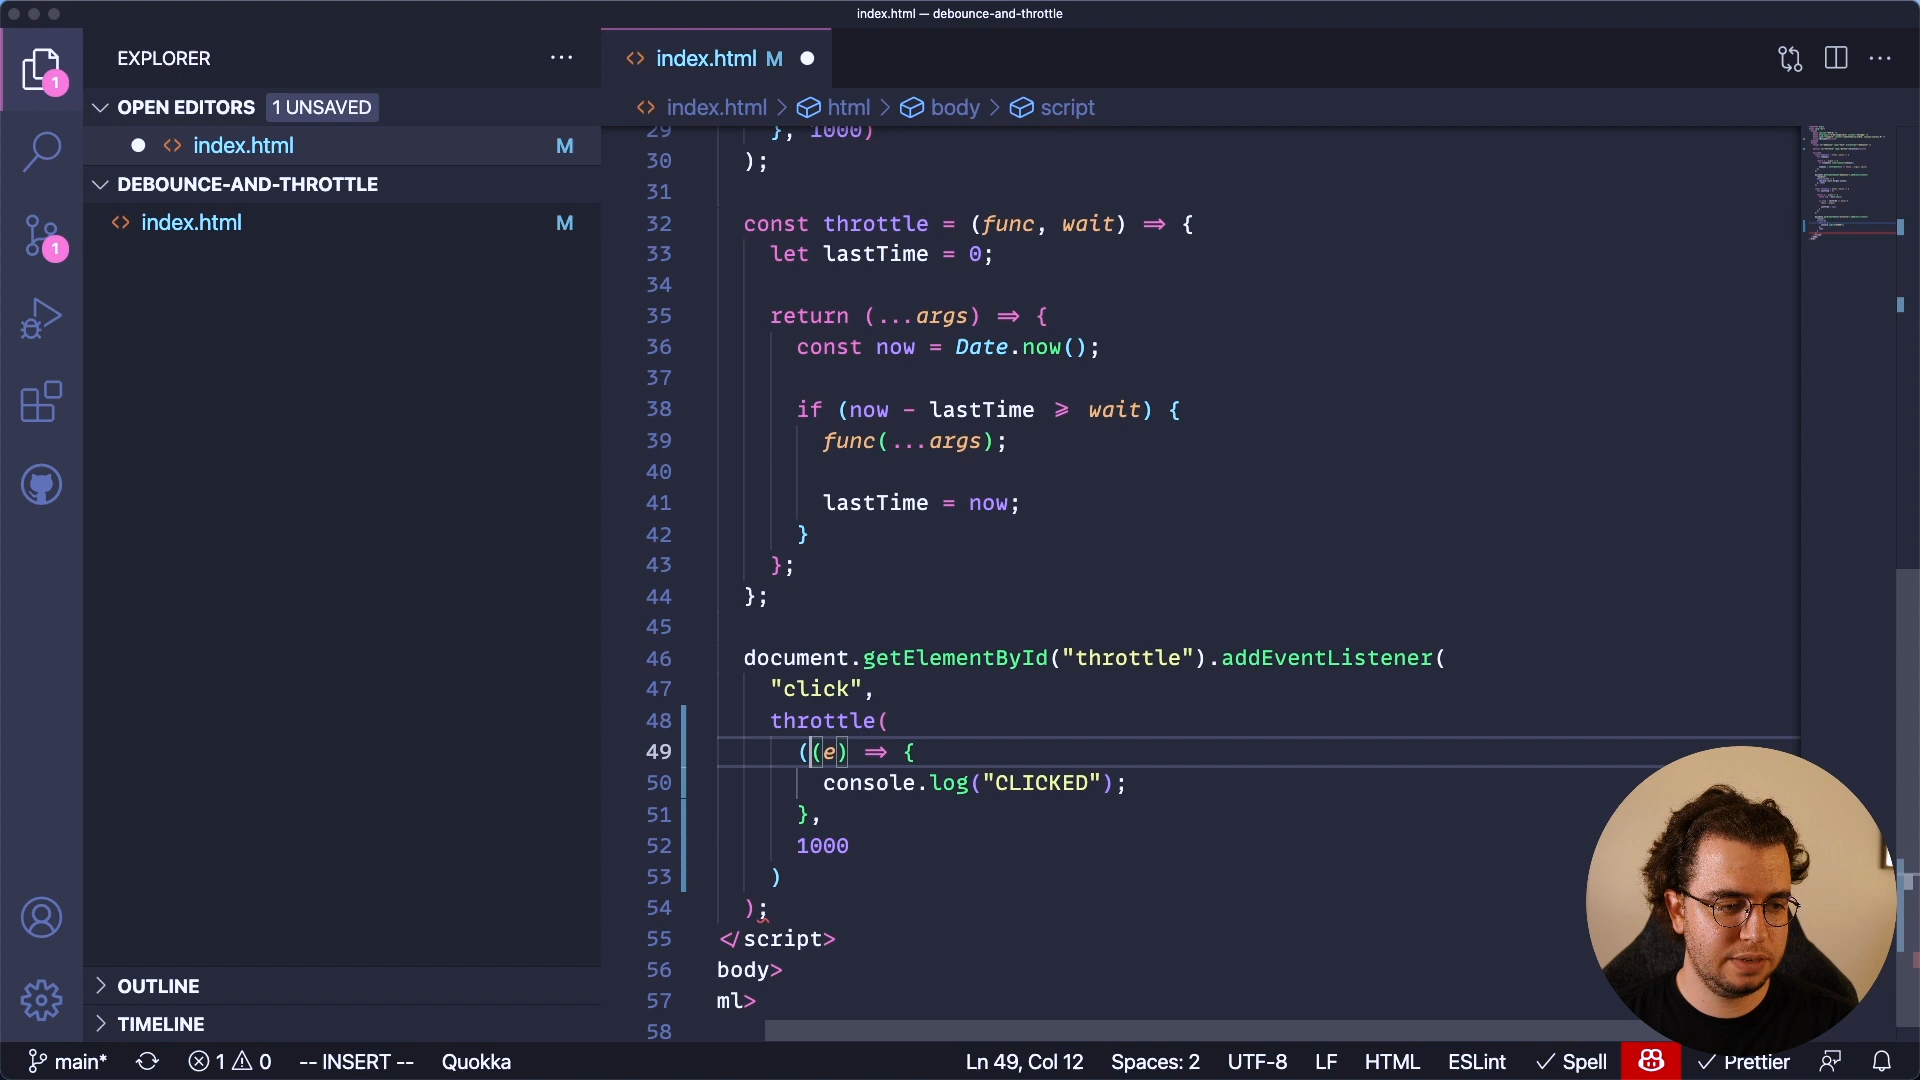 index.html — debounce-and-throttle
EXPLORER
index.html M
OPEN EDITORS 1 UNSAVED
index.html M
DEBOUNCE-AND-THROTTLE
index.html M
OUTLINE
TIMELINE
1
1
index.html > html > body > script
29 }, 1000)
30 );
31
32 const throttle = (func, wait) => {
33 let lastTime = 0;
34
35 return (...args) => {
36 const now = Date.now();
37
38 if (now - lastTime >= wait) {
39 func(...args);
40
41 lastTime = now;
42 }
43 };
44 };
45
46 document.getElementById("throttle").addEventListener(
47 "click",
48 throttle(
49 ((e) => {
50 console.log("CLICKED");
51 },
52 1000
53 )
54 );
55 </script>
56 body>
57 ml>
58
main* 1 0 -- INSERT -- Quokka Ln 49, Col 12 Spaces: 2 UTF-8 LF HTML ESLint Spell Prettier